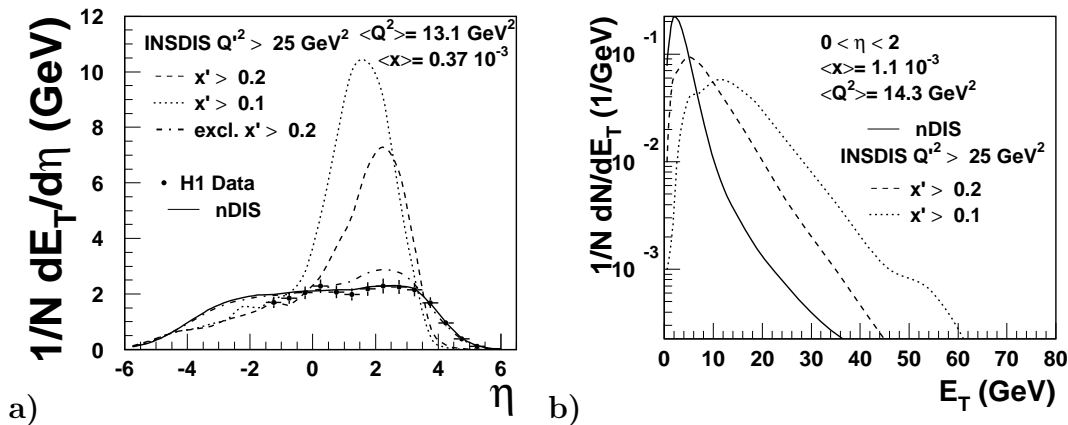 1/N dE_T/dη (GeV)
12
10
8
6
4
2
0
INSDIS Q'² > 25 GeV²
x' > 0.2
x' > 0.1
excl. x' > 0.2
H1 Data
nDIS
<Q²>= 13.1 GeV²
<x>= 0.37 10⁻³
-6 -4 -2 0 2 4 6
η
a)
1/N dN/dE_T (1/GeV)
10⁻¹
10⁻²
10⁻³
0 < η < 2
<x>= 1.1 10⁻³
<Q²>= 14.3 GeV²
nDIS
INSDIS Q'² > 25 GeV²
x' > 0.2
x' > 0.1
0 10 20 30 40 50 60 70 80
E_T (GeV)
b)